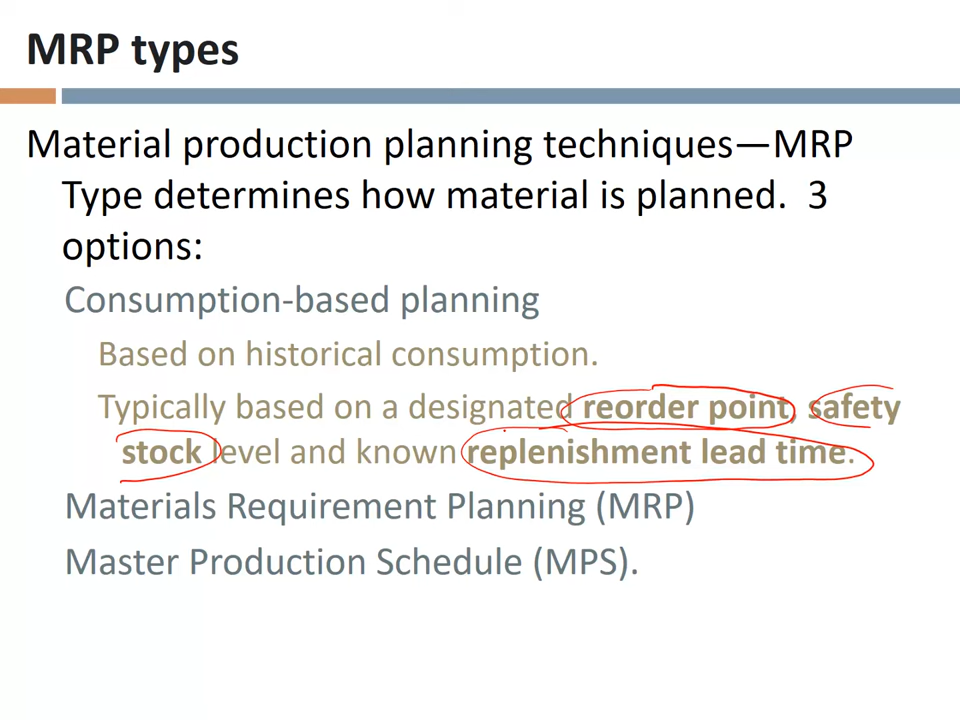 MRP types
Material production planning techniques—MRP
Type determines how material is planned.  3
options:
Consumption-based planning
Based on historical consumption.
Typically based on a designated reorder point, safety
stock level and known replenishment lead time.
Materials Requirement Planning (MRP)
Master Production Schedule (MPS).